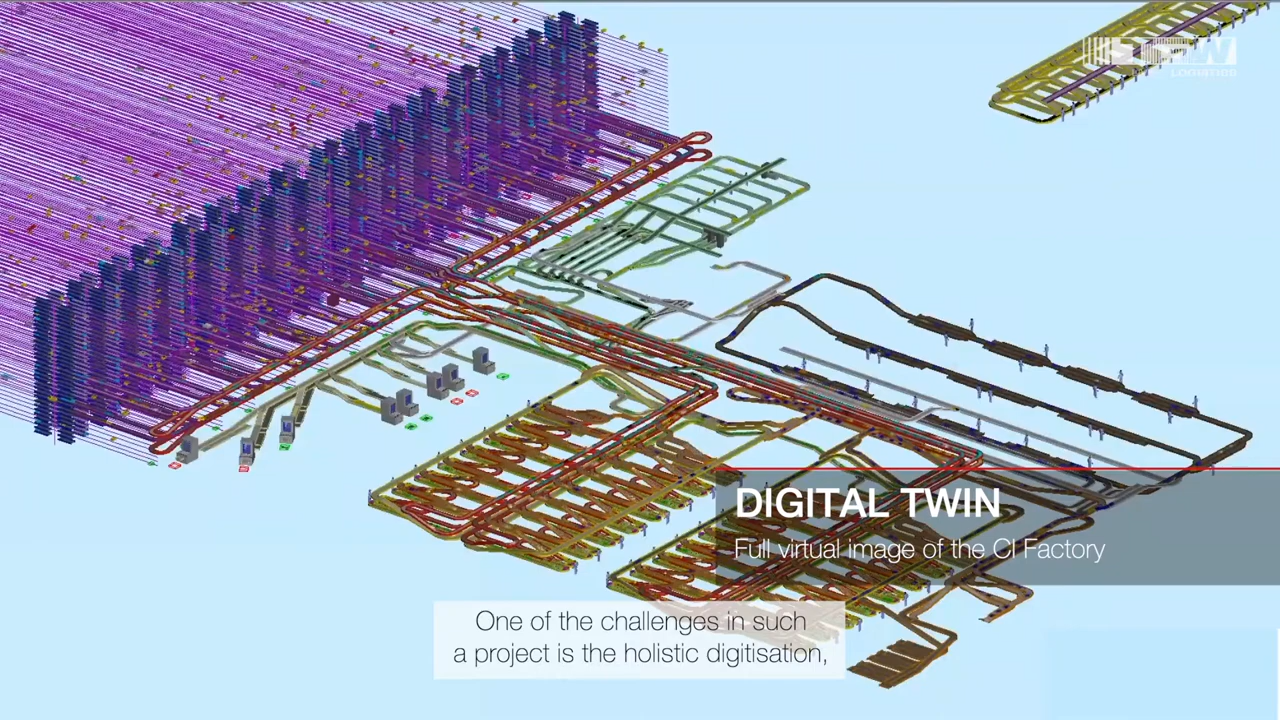 LOGISTICS
DIGITAL TWIN
Full virtual image of the CI Factory
One of the challenges in such
a project is the holistic digitisation,